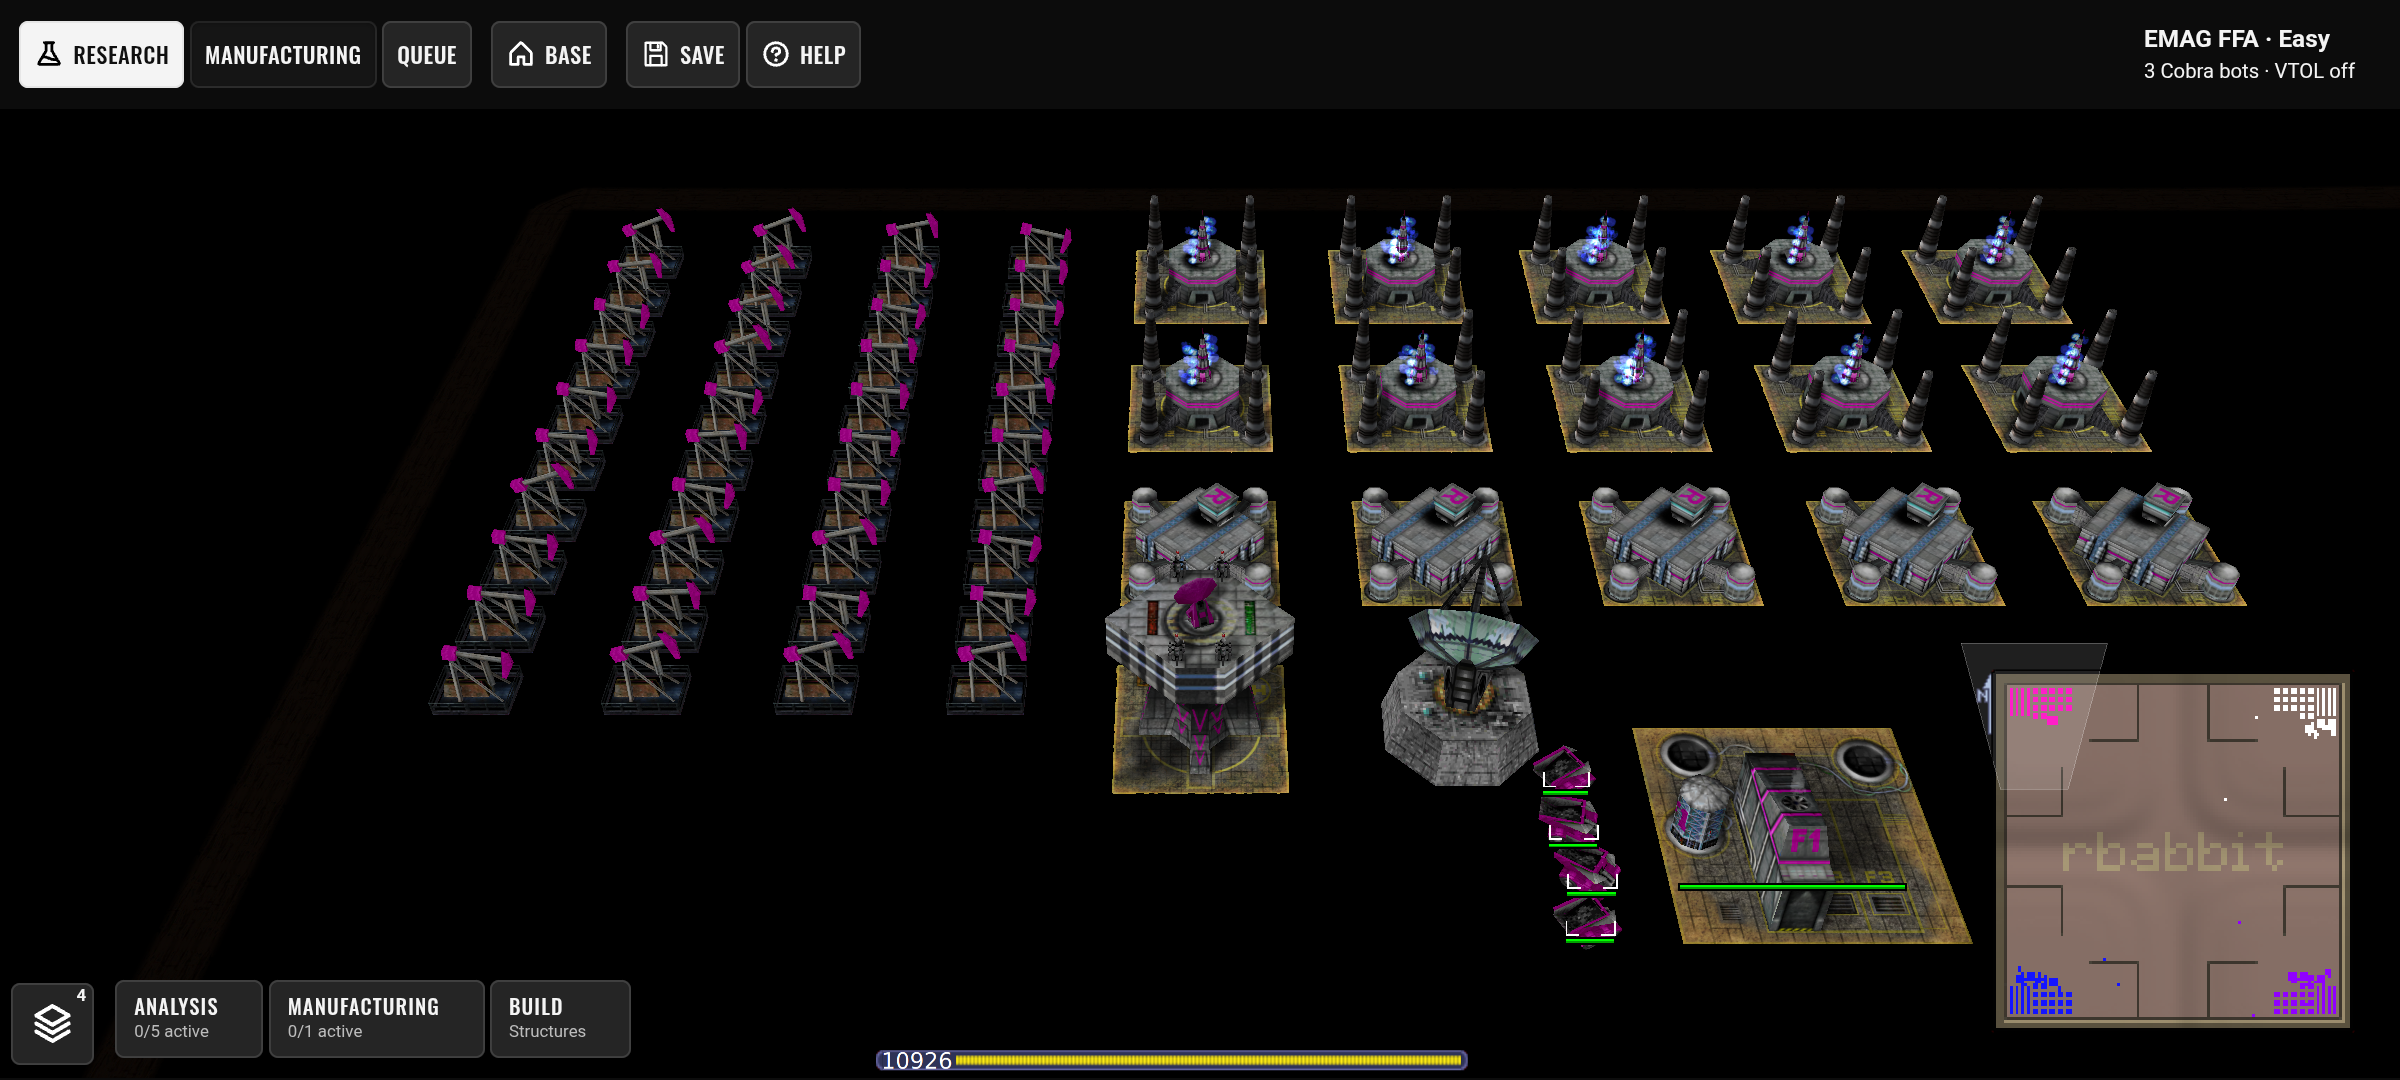 RESEARCH
MANUFACTURING
QUEUE
BASE
SAVE
HELP
EMAG FFA · Easy
3 Cobra bots · VTOL off
R
R
R
R
R
F1
N
rbabbit
4
ANALYSIS
0/5 active
MANUFACTURING
0/1 active
BUILD
Structures
10926